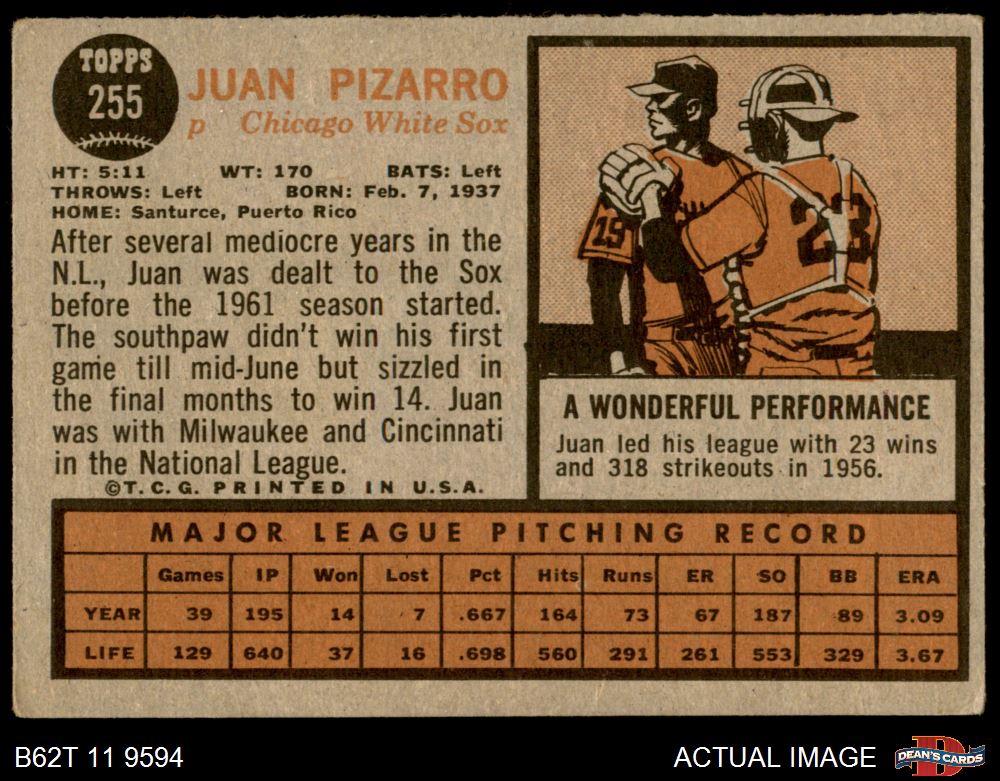 TOPPS
255
JUAN PIZARRO
p Chicago White Sox
HT: 5:11 WT: 170 BATS: Left
THROWS: Left BORN: Feb. 7, 1937
HOME: Santurce, Puerto Rico
After several mediocre years in the
N.L., Juan was dealt to the Sox
before the 1961 season started.
The southpaw didn't win his first
game till mid-June but sizzled in
the final months to win 14. Juan
was with Milwaukee and Cincinnati
in the National League.
©T.C.G. PRINTED IN U.S.A.
19
23
A WONDERFUL PERFORMANCE
Juan led his league with 23 wins
and 318 strikeouts in 1956.
MAJOR LEAGUE PITCHING RECORD
Games IP Won Lost Pct Hits Runs ER SO BB ERA
YEAR 39 195 14 7 .667 164 73 67 187 89 3.09
LIFE 129 640 37 16 .698 560 291 261 553 329 3.67
B62T 11 9594
ACTUAL IMAGE
D
DEAN'S CARDS